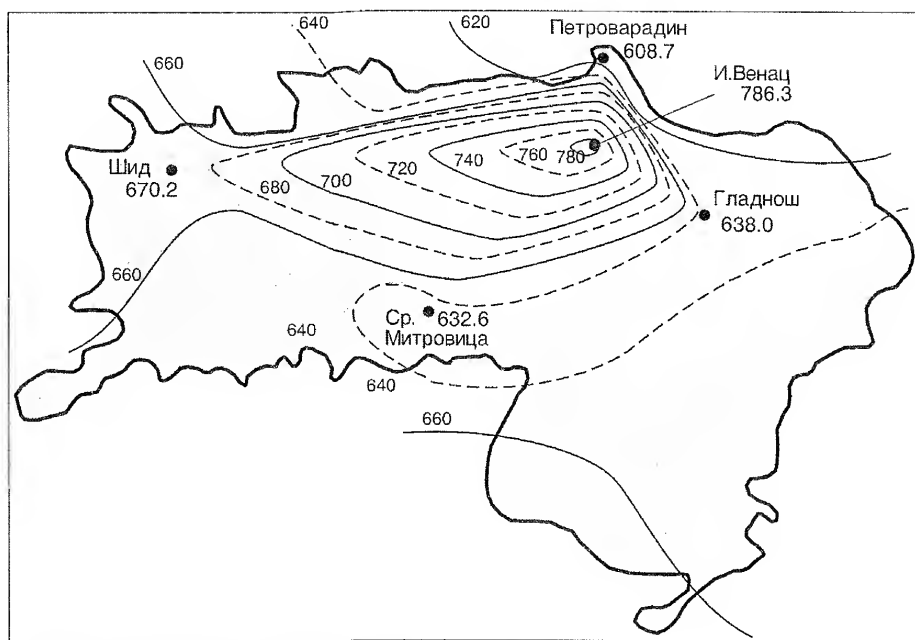 640
620
Петроварадин
608.7
660
И.Венац
786.3
Шид
670.2
680
700
720
740
760
780
Гладнош
638.0
660
Ср. 632.6
Митровица
640
640
660